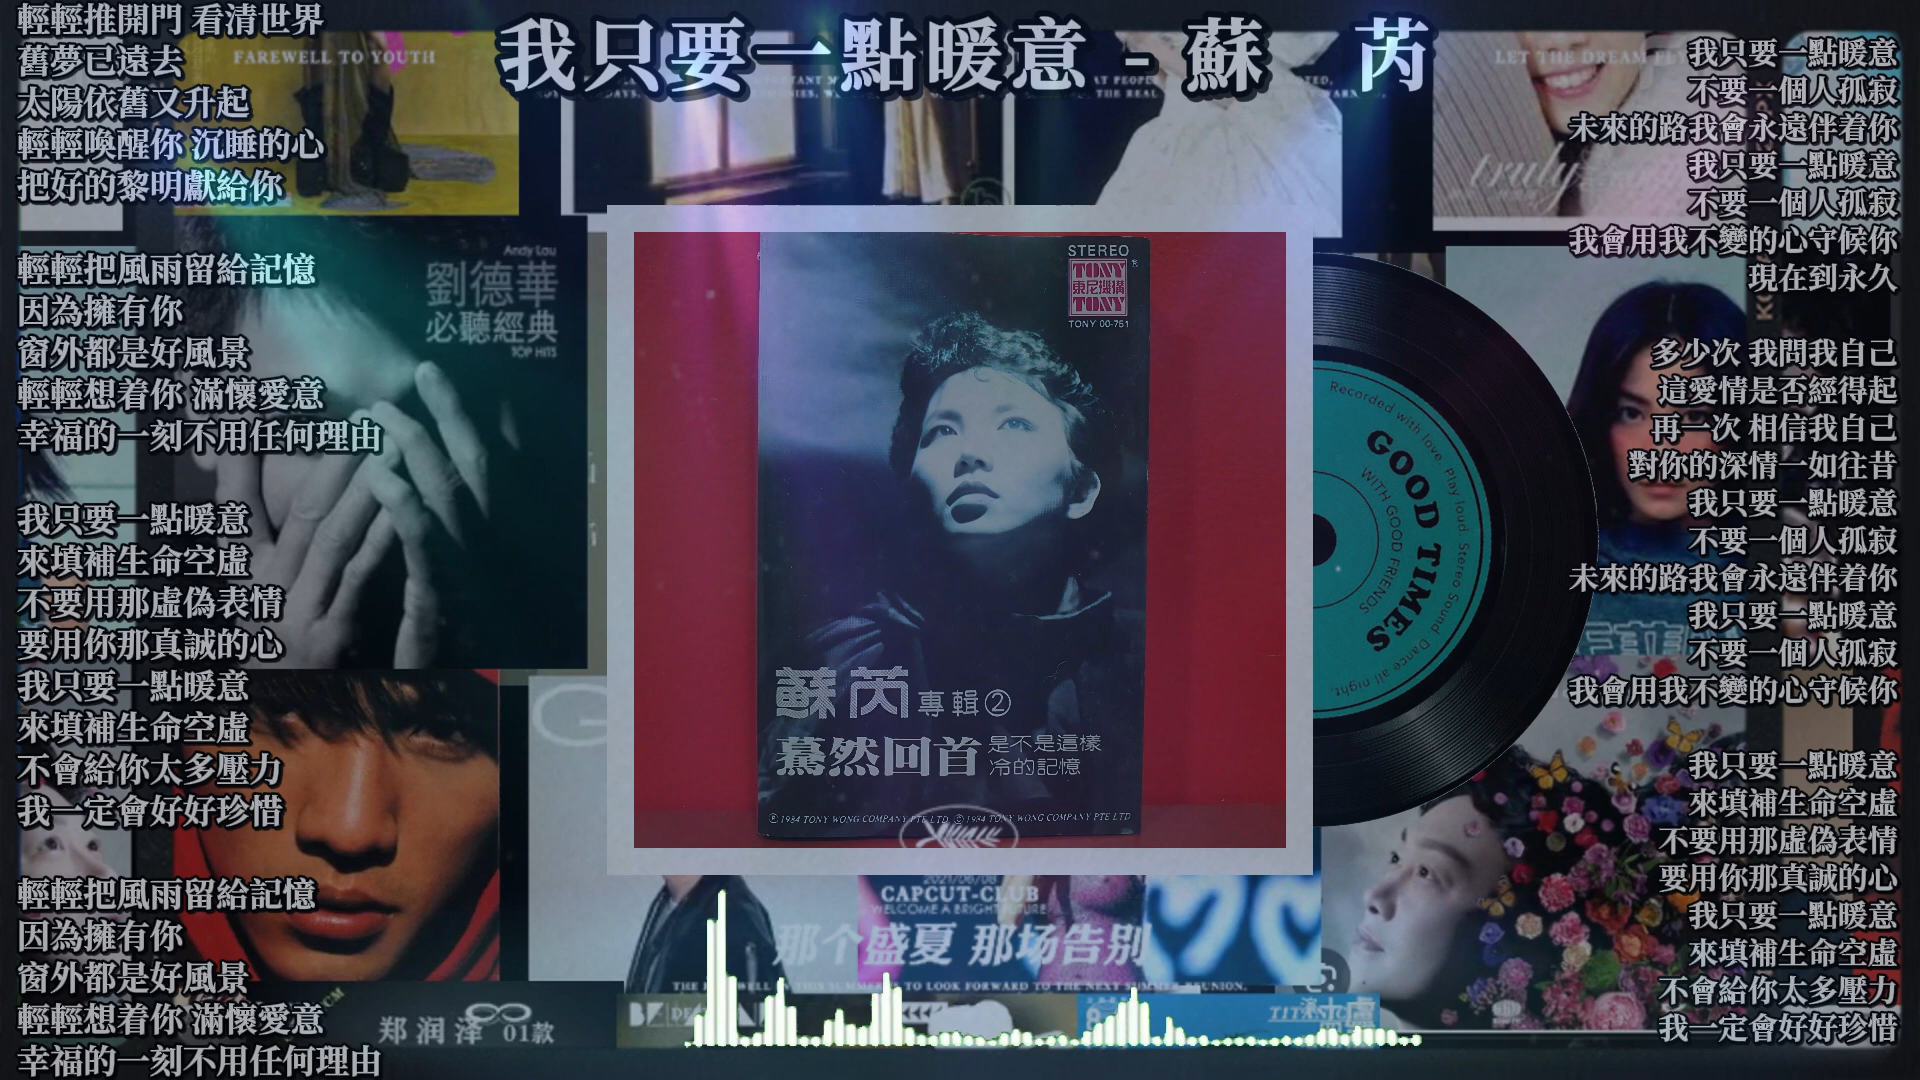 我只要一點暖意 - 蘇 芮
輕輕推開門 看清世界
舊夢已遠去
太陽依舊又升起
輕輕喚醒你 沉睡的心
把好的黎明獻給你
輕輕把風雨留給記憶
因為擁有你
窗外都是好風景
輕輕想着你 滿懷愛意
幸福的一刻不用任何理由
我只要一點暖意
來填補生命空虛
不要用那虛偽表情
要用你那真誠的心
我只要一點暖意
來填補生命空虛
不會給你太多壓力
我一定會好好珍惜
輕輕把風雨留給記憶
因為擁有你
窗外都是好風景
輕輕想着你 滿懷愛意
幸福的一刻不用任何理由
我只要一點暖意
不要一個人孤寂
未來的路我會永遠伴着你
我只要一點暖意
不要一個人孤寂
我會用我不變的心守候你
現在到永久
多少次 我問我自己
這愛情是否經得起
再一次 相信我自己
對你的深情一如往昔
我只要一點暖意
不要一個人孤寂
未來的路我會永遠伴着你
我只要一點暖意
不要一個人孤寂
我會用我不變的心守候你
我只要一點暖意
來填補生命空虛
不要用那虛偽表情
要用你那真誠的心
我只要一點暖意
來填補生命空虛
不會給你太多壓力
我一定會好好珍惜
FAREWELL TO YOUTH
LET THE DREAM
truly
Andy Lau
劉德華
必聽經典
TOP HITS
STEREO
TONY
TONY
TONY 00-761
蘇芮 專輯②
驀然回首
是不是這樣
冷的記憶
Ⓟ 1984 TONY WONG COMPANY PTE LTD. Ⓒ 1984 TONY WONG COMPANY PTE LTD
Recorded with love. Play loud. Stereo Sound. Dance all night.
GOOD TIMES
WITH GOOD FRIENDS
2021/06/08
CAPCUT-CLUB
WELCOME A BRIGHT FUTURE
那个盛夏 那场告别
郑润泽 01款